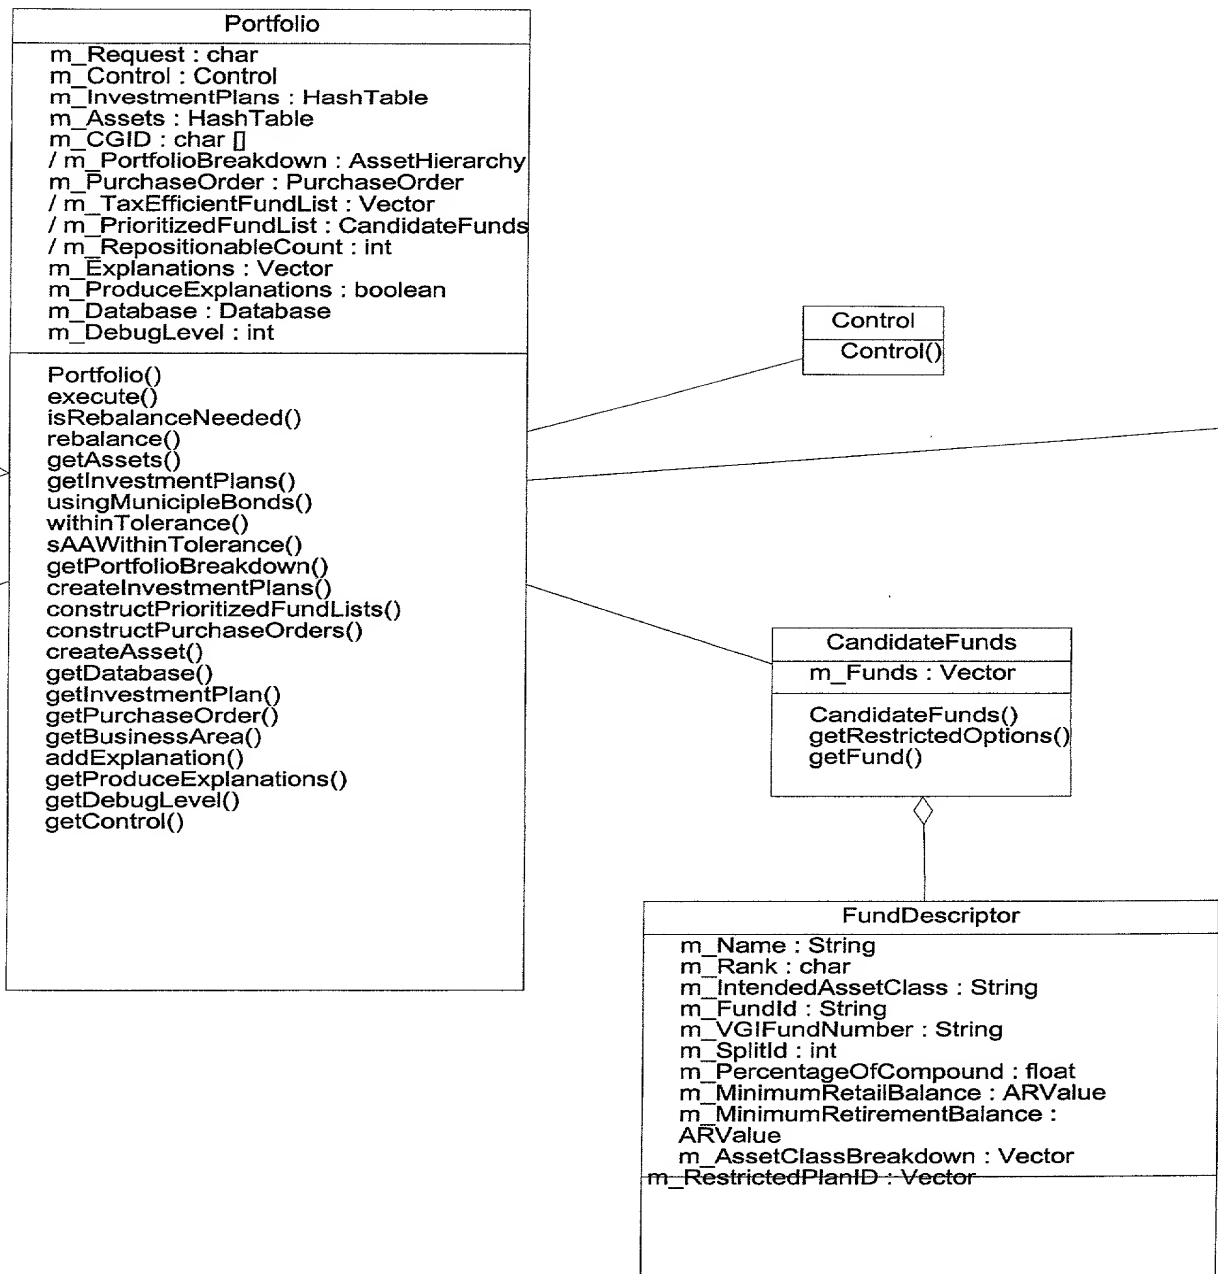 Portfolio
m_Request : char
m_Control : Control
m_InvestmentPlans : HashTable
m_Assets : HashTable
m_CGID : char []
/ m_PortfolioBreakdown : AssetHierarchy
m_PurchaseOrder : PurchaseOrder
/ m_TaxEfficientFundList : Vector
/ m_PrioritizedFundList : CandidateFunds
/ m_RepositionableCount : int
m_Explanations : Vector
m_ProduceExplanations : boolean
m_Database : Database
m_DebugLevel : int
Portfolio()
execute()
isRebalanceNeeded()
rebalance()
getAssets()
getInvestmentPlans()
usingMunicipleBonds()
withinTolerance()
sAAWithinTolerance()
getPortfolioBreakdown()
createInvestmentPlans()
constructPrioritizedFundLists()
constructPurchaseOrders()
createAsset()
getDatabase()
getInvestmentPlan()
getPurchaseOrder()
getBusinessArea()
addExplanation()
getProduceExplanations()
getDebugLevel()
getControl()
Control
Control()
CandidateFunds
m_Funds : Vector
CandidateFunds()
getRestrictedOptions()
getFund()
FundDescriptor
m_Name : String
m_Rank : char
m_IntendedAssetClass : String
m_FundId : String
m_VGIFundNumber : String
m_SplitId : int
m_PercentageOfCompound : float
m_MinimumRetailBalance : ARValue
m_MinimumRetirementBalance :
ARValue
m_AssetClassBreakdown : Vector
m_RestrictedPlanID : Vector